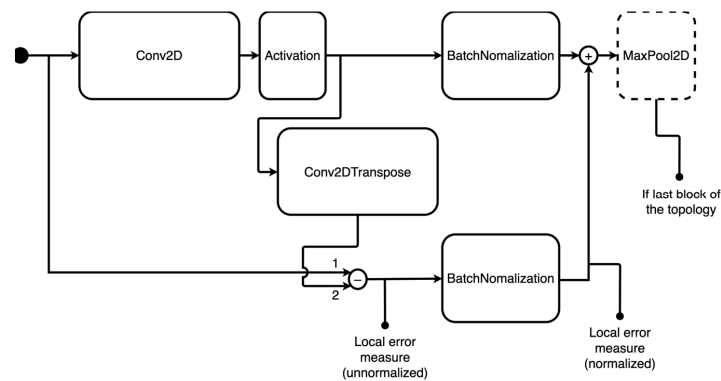 Conv2D
Activation
BatchNomalization
+
MaxPool2D
Conv2DTranspose
If last block of
the topology
1
2
−
BatchNomalization
Local error
measure
(unnormalized)
Local error
measure
(normalized)